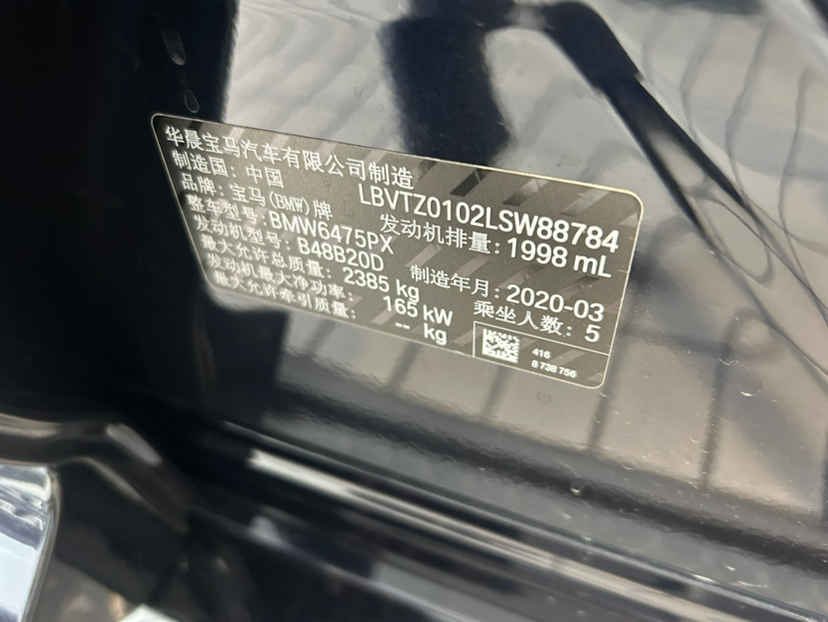 华晨宝马汽车有限公司制造
制造国：中国 LBVTZ0102LSW88784
品牌：宝马(BMW)牌
整车型号：BMW6475PX 发动机排量：1998 mL
发动机型号：B48B20D
最大允许总质量：2385 kg 制造年月：2020-03
发动机最大净功率：165 kW 乘坐人数：5
最大允许牵引质量：-- kg
416
8 738 756